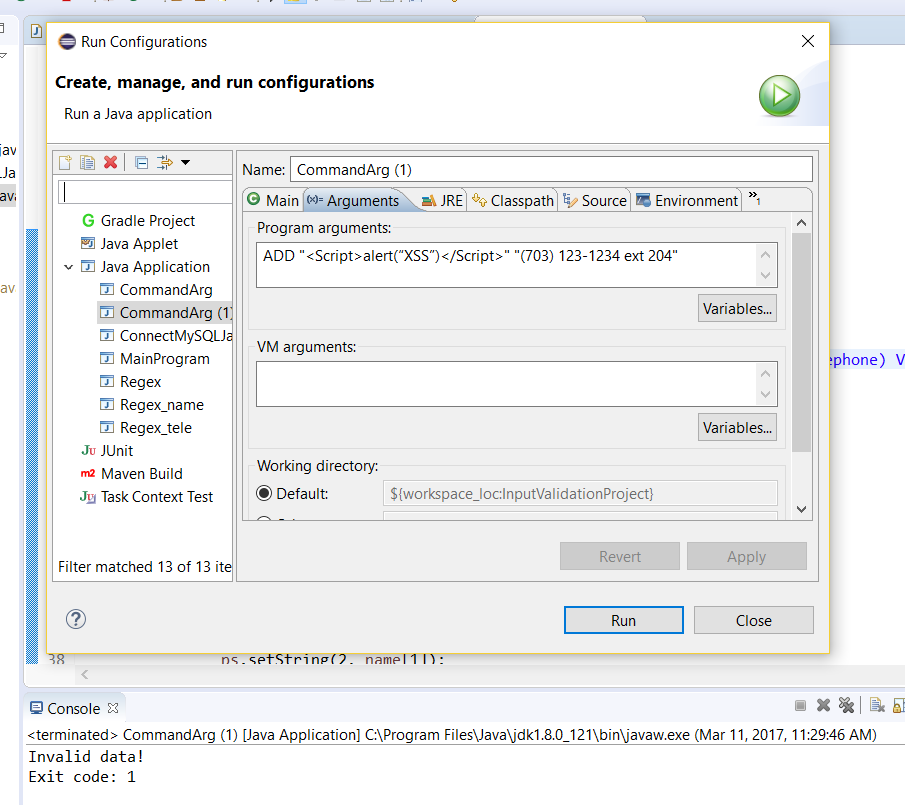 Run Configurations
Create, manage, and run configurations
Run a Java application
jav
.Ja
ava
av
Gradle Project
Java Applet
Java Application
CommandArg
CommandArg (1)
ConnectMySQLJa
MainProgram
Regex
Regex_name
Regex_tele
Ju JUnit
m2 Maven Build
Task Context Test
Filter matched 13 of 13 ite
Name: CommandArg (1)
Main (x)= Arguments JRE Classpath Source Environment »1
Program arguments:
ADD "<Script>alert(“XSS”)</Script>" "(703) 123-1234 ext 204"
Variables...
VM arguments:
Variables...
Working directory:
Default: ${workspace_loc:InputValidationProject}
Revert Apply
Run Close
ephone) V
38 ps.setString(2, name[1]);
Console
<terminated> CommandArg (1) [Java Application] C:\Program Files\Java\jdk1.8.0_121\bin\javaw.exe (Mar 11, 2017, 11:29:46 AM)
Invalid data!
Exit code: 1